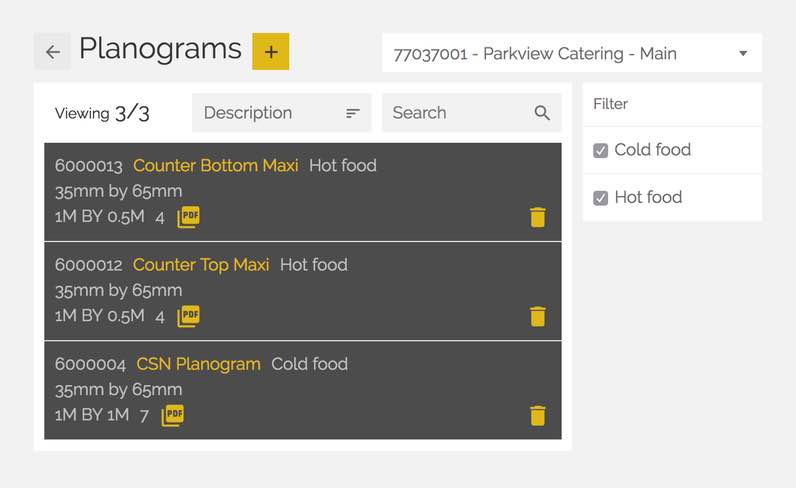 Planograms
+
77037001 - Parkview Catering - Main
Viewing 3/3
Description
Search
Filter
Cold food
Hot food
6000013 Counter Bottom Maxi Hot food
35mm by 65mm
1M BY 0.5M 4 PDF
6000012 Counter Top Maxi Hot food
35mm by 65mm
1M BY 0.5M 4 PDF
6000004 CSN Planogram Cold food
35mm by 65mm
1M BY 1M 7 PDF